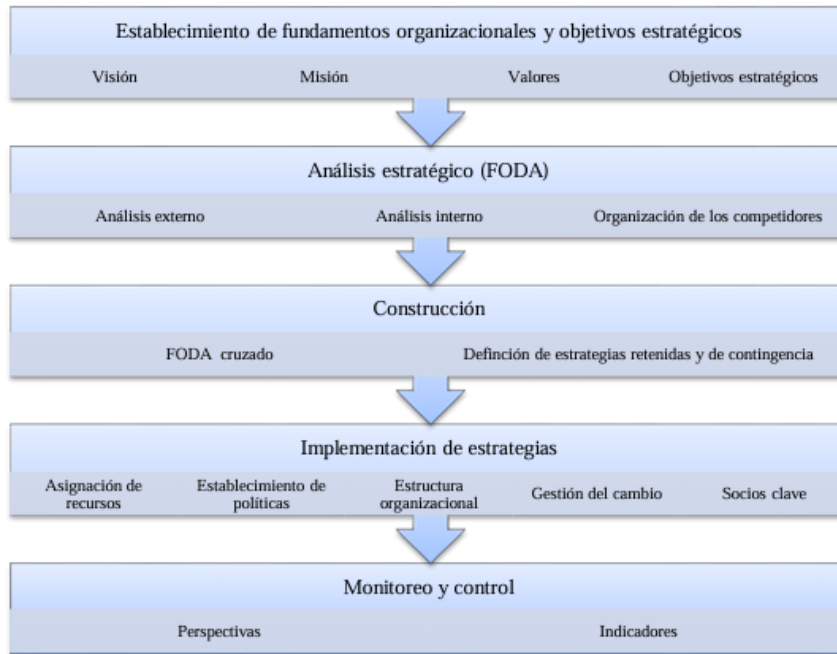 Establecimiento de fundamentos organizacionales y objetivos estratégicos
Visión Misión Valores Objetivos estratégicos
Análisis estratégico (FODA)
Análisis externo Análisis interno Organización de los competidores
Construcción
FODA cruzado Definción de estrategias retenidas y de contingencia
Implementación de estrategias
Asignación de recursos
Establecimiento de políticas
Estructura organizacional
Gestión del cambio
Socios clave
Monitoreo y control
Perspectivas Indicadores